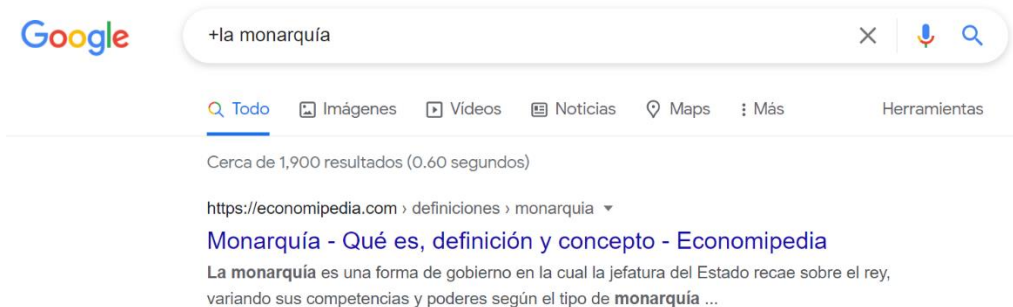 Google +la monarquía
Todo Imágenes Vídeos Noticias Maps Más Herramientas
Cerca de 1,900 resultados (0.60 segundos)
https://economipedia.com › definiciones › monarquia
Monarquía - Qué es, definición y concepto - Economipedia
La monarquía es una forma de gobierno en la cual la jefatura del Estado recae sobre el rey,
variando sus competencias y poderes según el tipo de monarquía ...